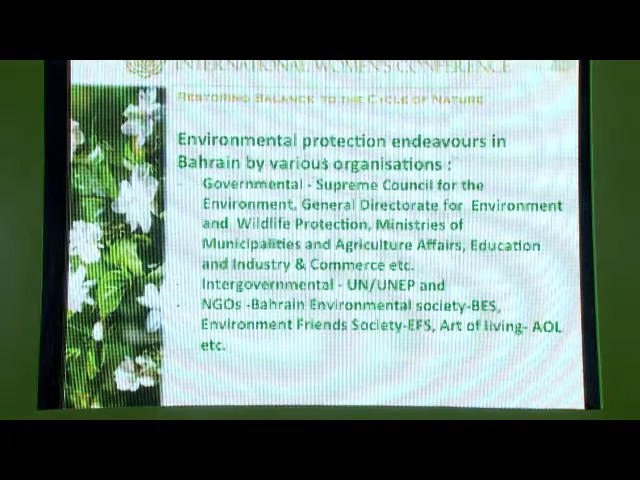 INTERNATIONAL WOMEN'S CONFERENCE
RESTORING BALANCE TO THE CYCLE OF NATURE
Environmental protection endeavours in
Bahrain by various organisations :
- Governmental - Supreme Council for the
Environment, General Directorate for Environment
and Wildlife Protection, Ministries of
Municipalities and Agriculture Affairs, Education
and Industry & Commerce etc.
- Intergovernmental - UN/UNEP and
- NGOs -Bahrain Environmental society-BES,
Environment Friends Society-EFS, Art of living- AOL
etc.